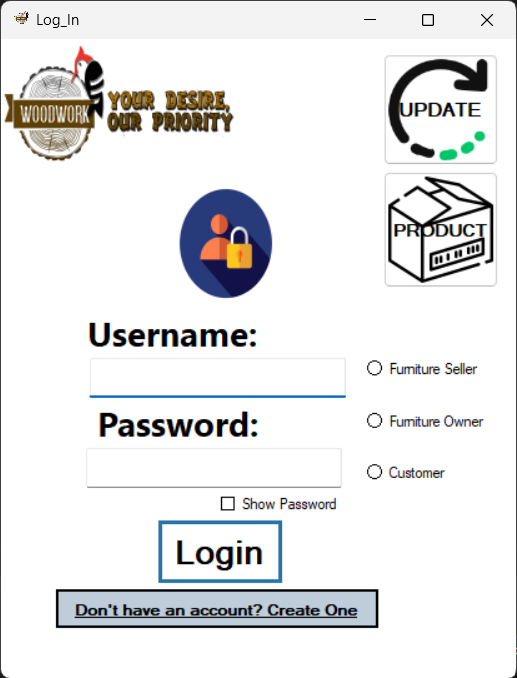 Log_In
WOODWORK
YOUR DESIRE,
OUR PRIORITY
UPDATE
PRODUCT
Username:
Furniture Seller
Furniture Owner
Password:
Customer
Show Password
Login
Don't have an account? Create One